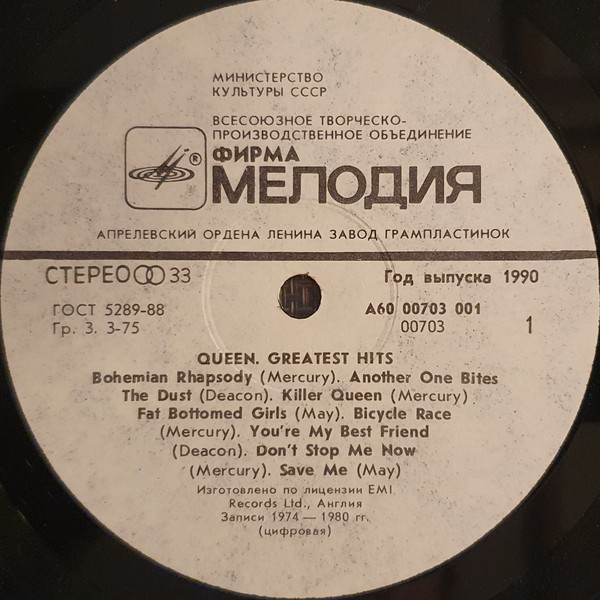 МИНИСТЕРСТВО
КУЛЬТУРЫ СССР
ВСЕСОЮЗНОЕ ТВОРЧЕСКО-
ПРОИЗВОДСТВЕННОЕ ОБЪЕДИНЕНИЕ
®
ФИРМА
МЕЛОДИЯ
АПРЕЛЕВСКИЙ ОРДЕНА ЛЕНИНА ЗАВОД ГРАМПЛАСТИНОК
СТЕРЕО 33
Год выпуска 1990
ГОСТ 5289-88
А60 00703 001
Гр. 3. 3-75
00703
1
QUEEN. GREATEST HITS
Bohemian Rhapsody (Mercury). Another One Bites
The Dust (Deacon). Killer Queen (Mercury)
Fat Bottomed Girls (May). Bicycle Race
(Mercury). You're My Best Friend
(Deacon). Don't Stop Me Now
(Mercury). Save Me (May)
Изготовлено по лицензии EMI
Records Ltd., Англия
Записи 1974 — 1980 гг.
(цифровая)